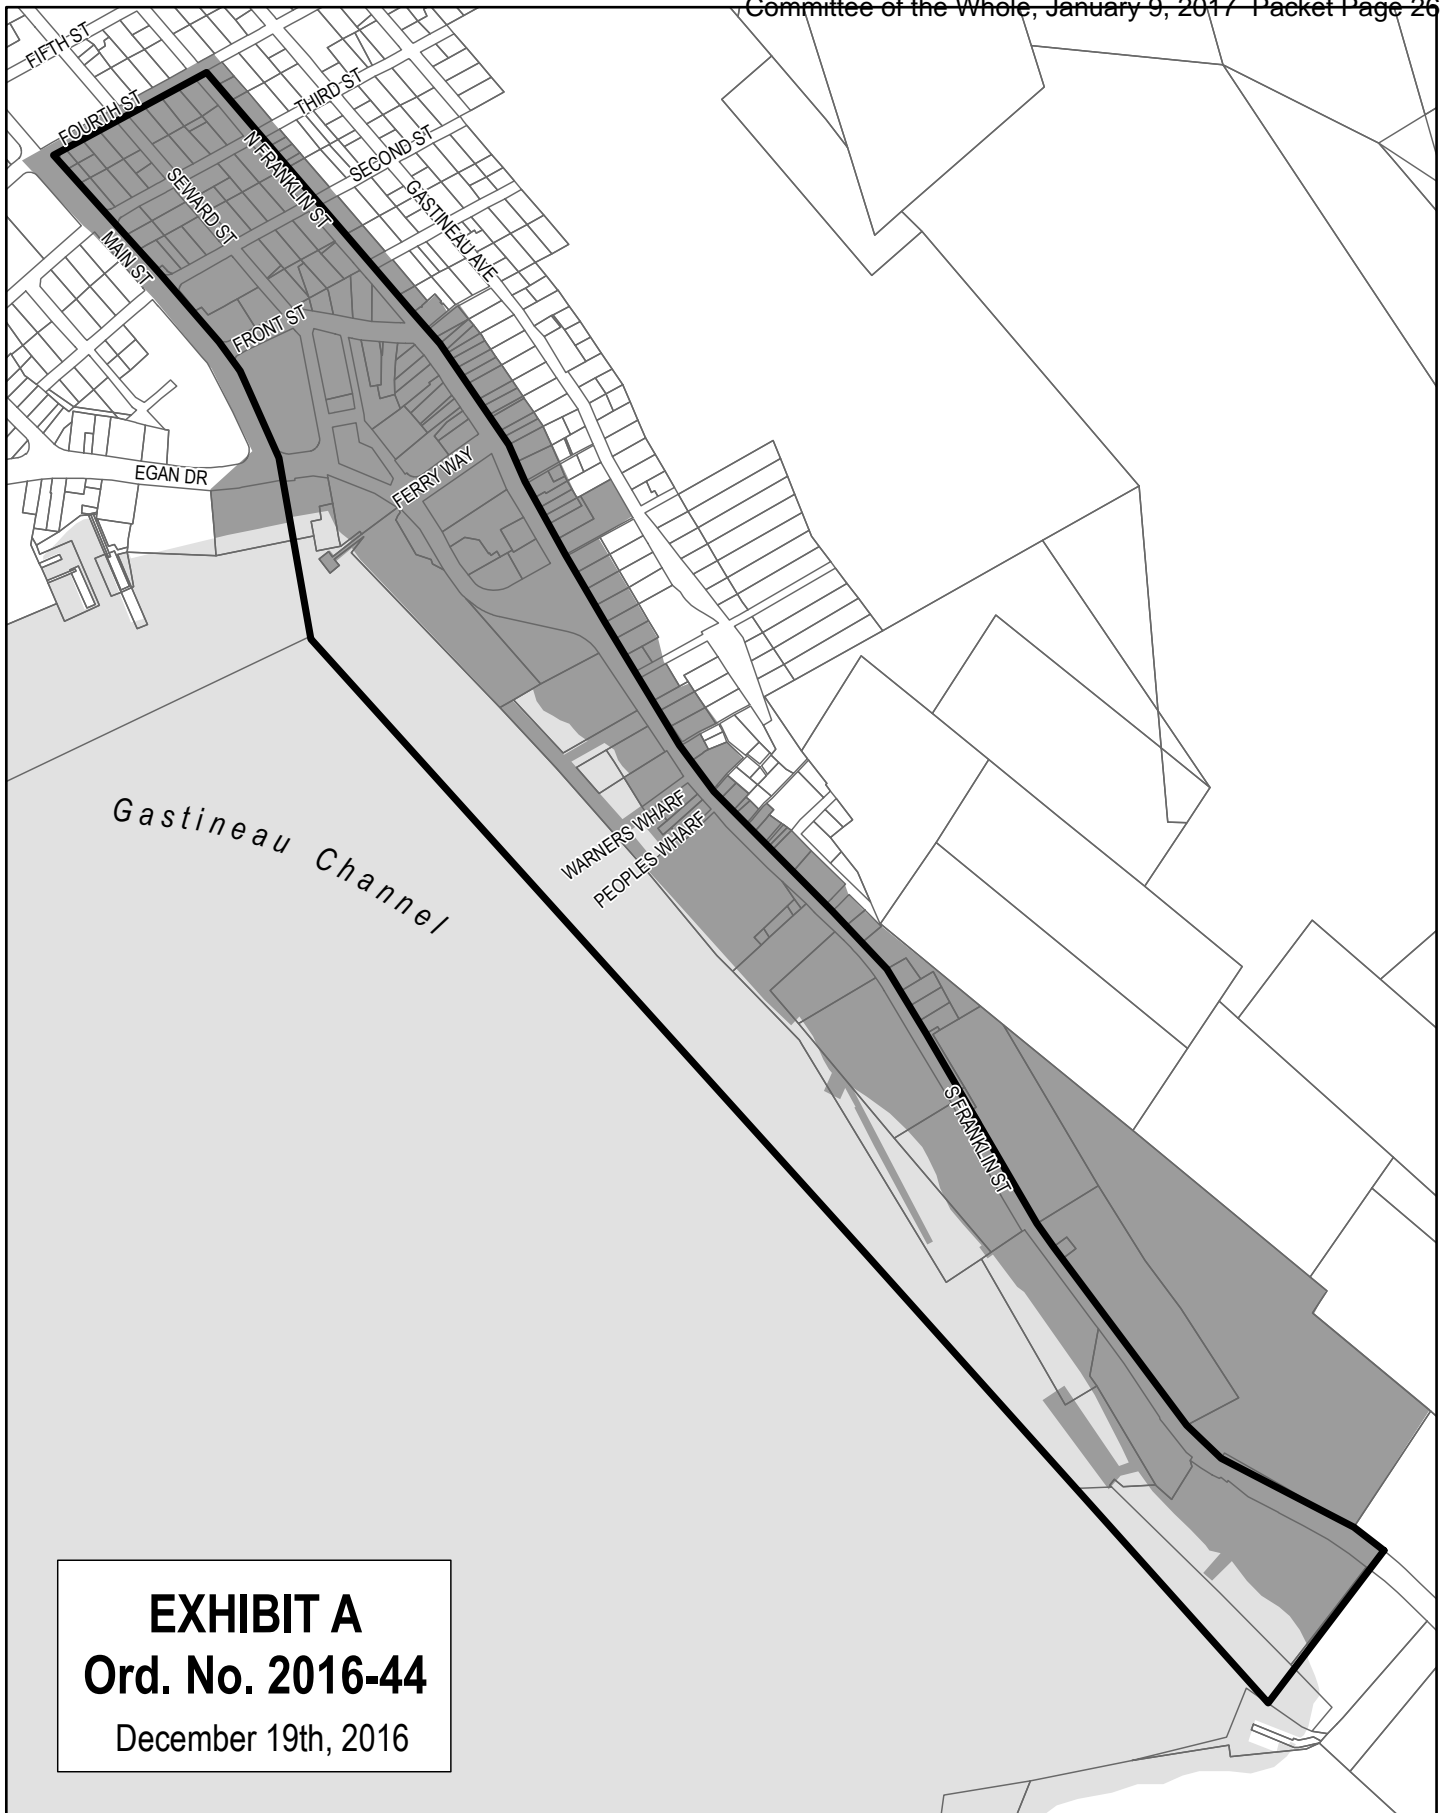 Committee of the Whole, January 9, 2017 Packet Page 26
FIFTH ST
FOURTH ST
THIRD ST
N FRANKLIN ST
SECOND ST
SEWARD ST
GASTINEAU AVE
MAIN ST
FRONT ST
EGAN DR
FERRY WAY
WARNERS WHARF
PEOPLES WHARF
Gastineau Channel
S FRANKLIN ST
EXHIBIT A
Ord. No. 2016-44
December 19th, 2016